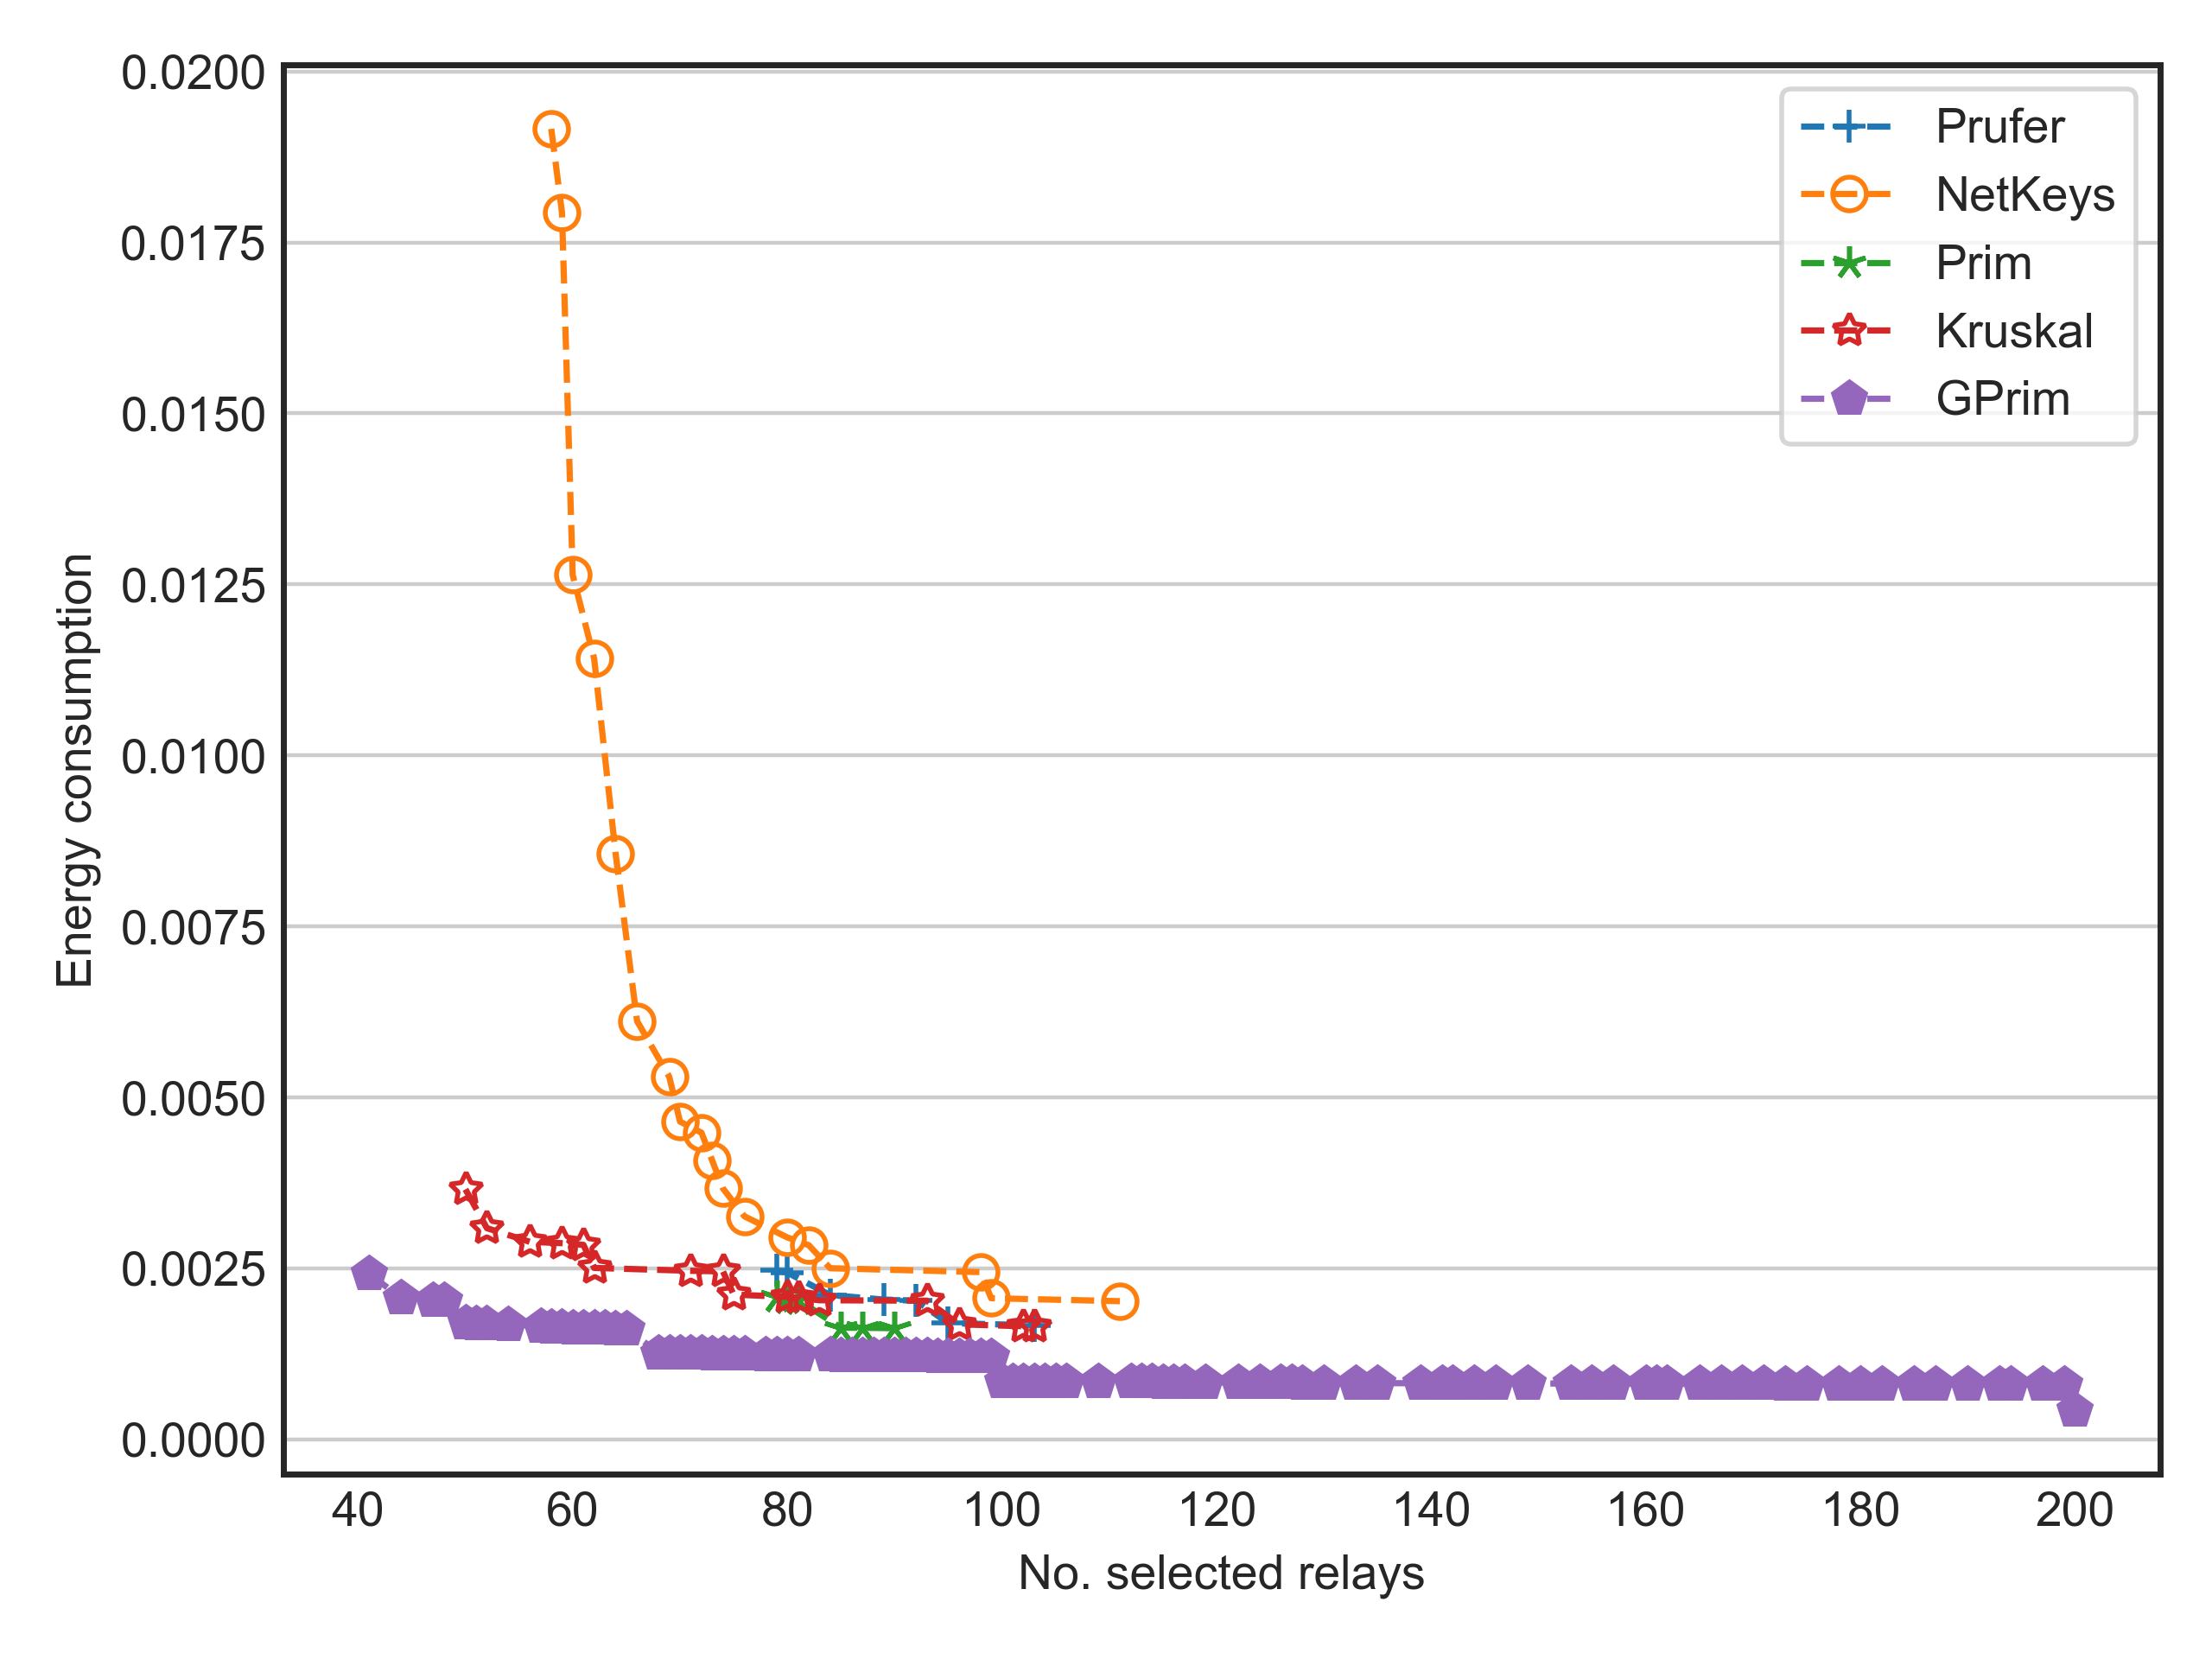 0.0200
0.0175
0.0150
0.0125
0.0100
0.0075
0.0050
0.0025
0.0000
Energy consumption
Prufer
NetKeys
Prim
Kruskal
GPrim
40 60 80 100 120 140 160 180 200
No. selected relays